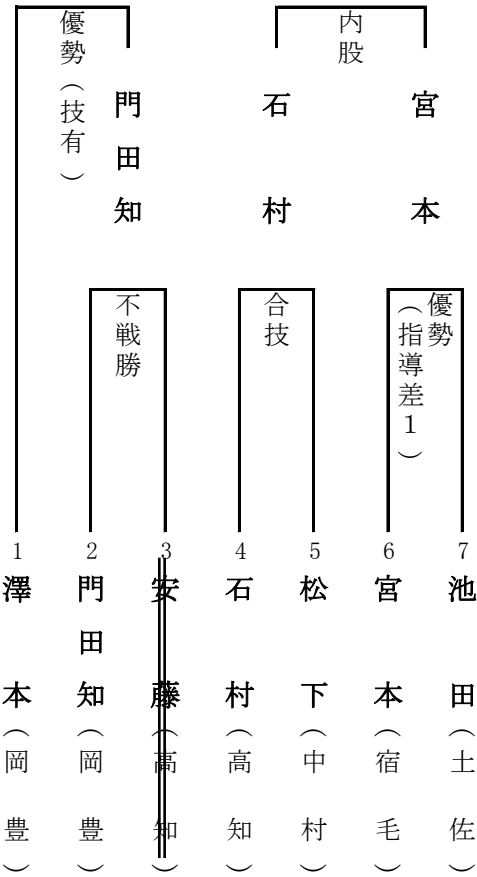 優勢(技有)
内股
門田知
石村
宮本
不戦勝
合技
優勢
(指導差1)
1
2
3
4
5
6
7
澤本(岡豊)
門田知(岡豊)
安藤(高知)
石村(高知)
松下(中村)
宮本(宿毛)
池田(土佐)